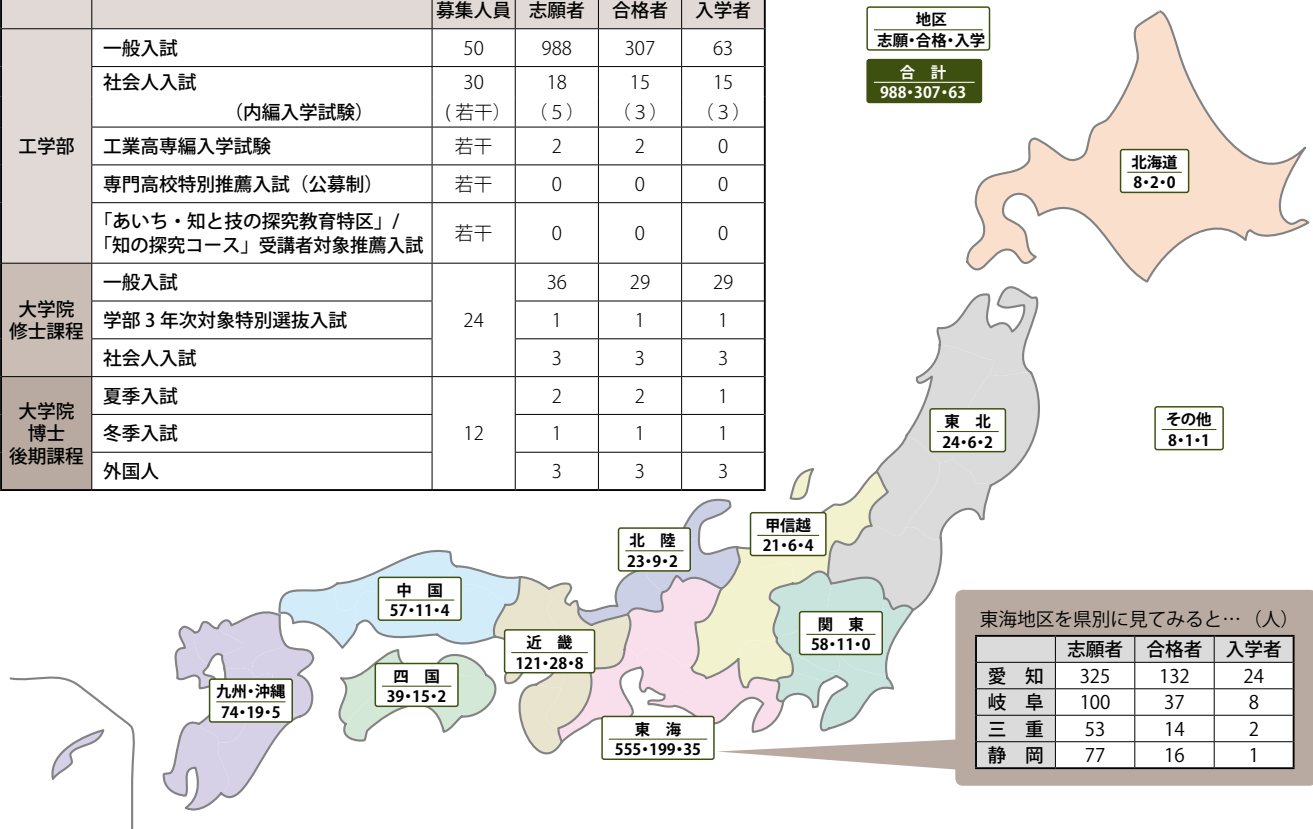 募集人員 志願者 合格者 入学者
工学部
一般入試 50 988 307 63
社会人入試 30 18 15 15
（内編入学試験） (若干) (5) (3) (3)
工業高専編入学試験 若干 2 2 0
専門高校特別推薦入試（公募制） 若干 0 0 0
「あいち・知と技の探究教育特区」/
「知の探究コース」受講者対象推薦入試 若干 0 0 0
大学院
修士課程
一般入試 24 36 29 29
学部3年次対象特別選抜入試 1 1 1
社会人入試 3 3 3
大学院
博士
後期課程
夏季入試 12 2 2 1
冬季入試 1 1 1
外国人 3 3 3
地区
志願・合格・入学
合 計
988・307・63
北海道
8・2・0
東 北
24・6・2
その他
8・1・1
甲信越
21・6・4
北 陸
23・9・2
中 国
57・11・4
関 東
58・11・0
近 畿
121・28・8
四 国
39・15・2
九州・沖縄
74・19・5
東 海
555・199・35
東海地区を県別に見てみると…（人）
志願者 合格者 入学者
愛 知 325 132 24
岐 阜 100 37 8
三 重 53 14 2
静 岡 77 16 1